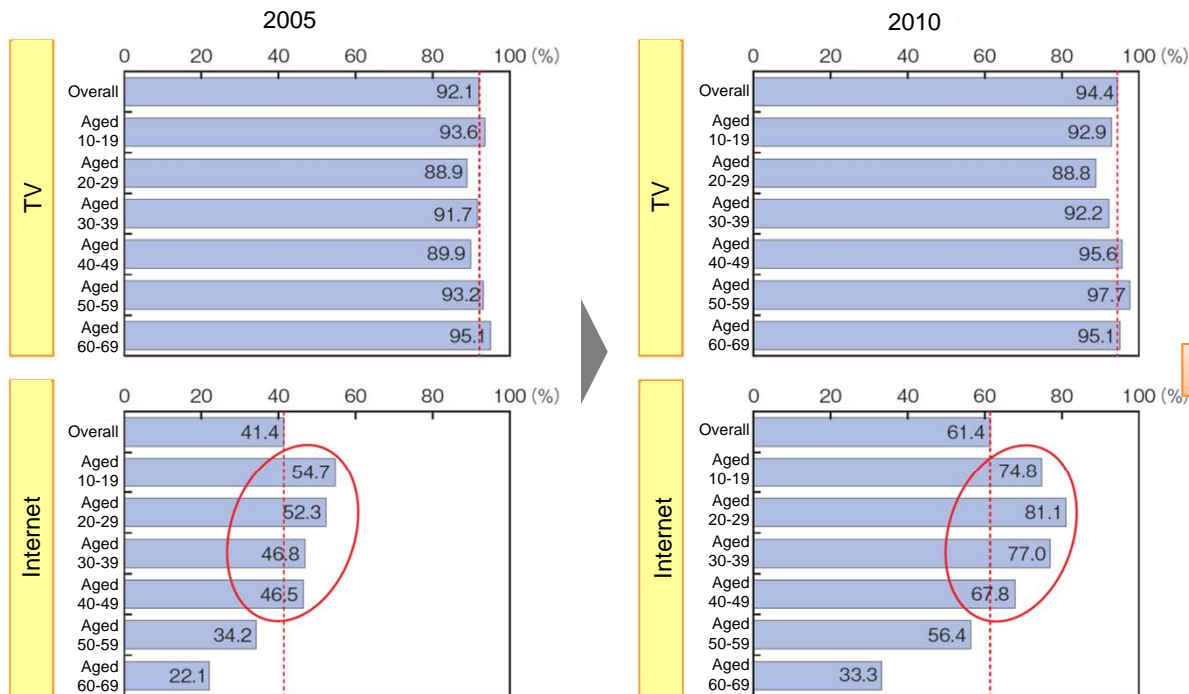 2005
TV
0 20 40 60 80 100 (%)
Overall 92.1
Aged
10-19 93.6
Aged
20-29 88.9
Aged
30-39 91.7
Aged
40-49 89.9
Aged
50-59 93.2
Aged
60-69 95.1
Internet
0 20 40 60 80 100 (%)
Overall 41.4
Aged
10-19 54.7
Aged
20-29 52.3
Aged
30-39 46.8
Aged
40-49 46.5
Aged
50-59 34.2
Aged
60-69 22.1
2010
TV
0 20 40 60 80 100 (%)
Overall 94.4
Aged
10-19 92.9
Aged
20-29 88.8
Aged
30-39 92.2
Aged
40-49 95.6
Aged
50-59 97.7
Aged
60-69 95.1
Internet
0 20 40 60 80 100 (%)
Overall 61.4
Aged
10-19 74.8
Aged
20-29 81.1
Aged
30-39 77.0
Aged
40-49 67.8
Aged
50-59 56.4
Aged
60-69 33.3